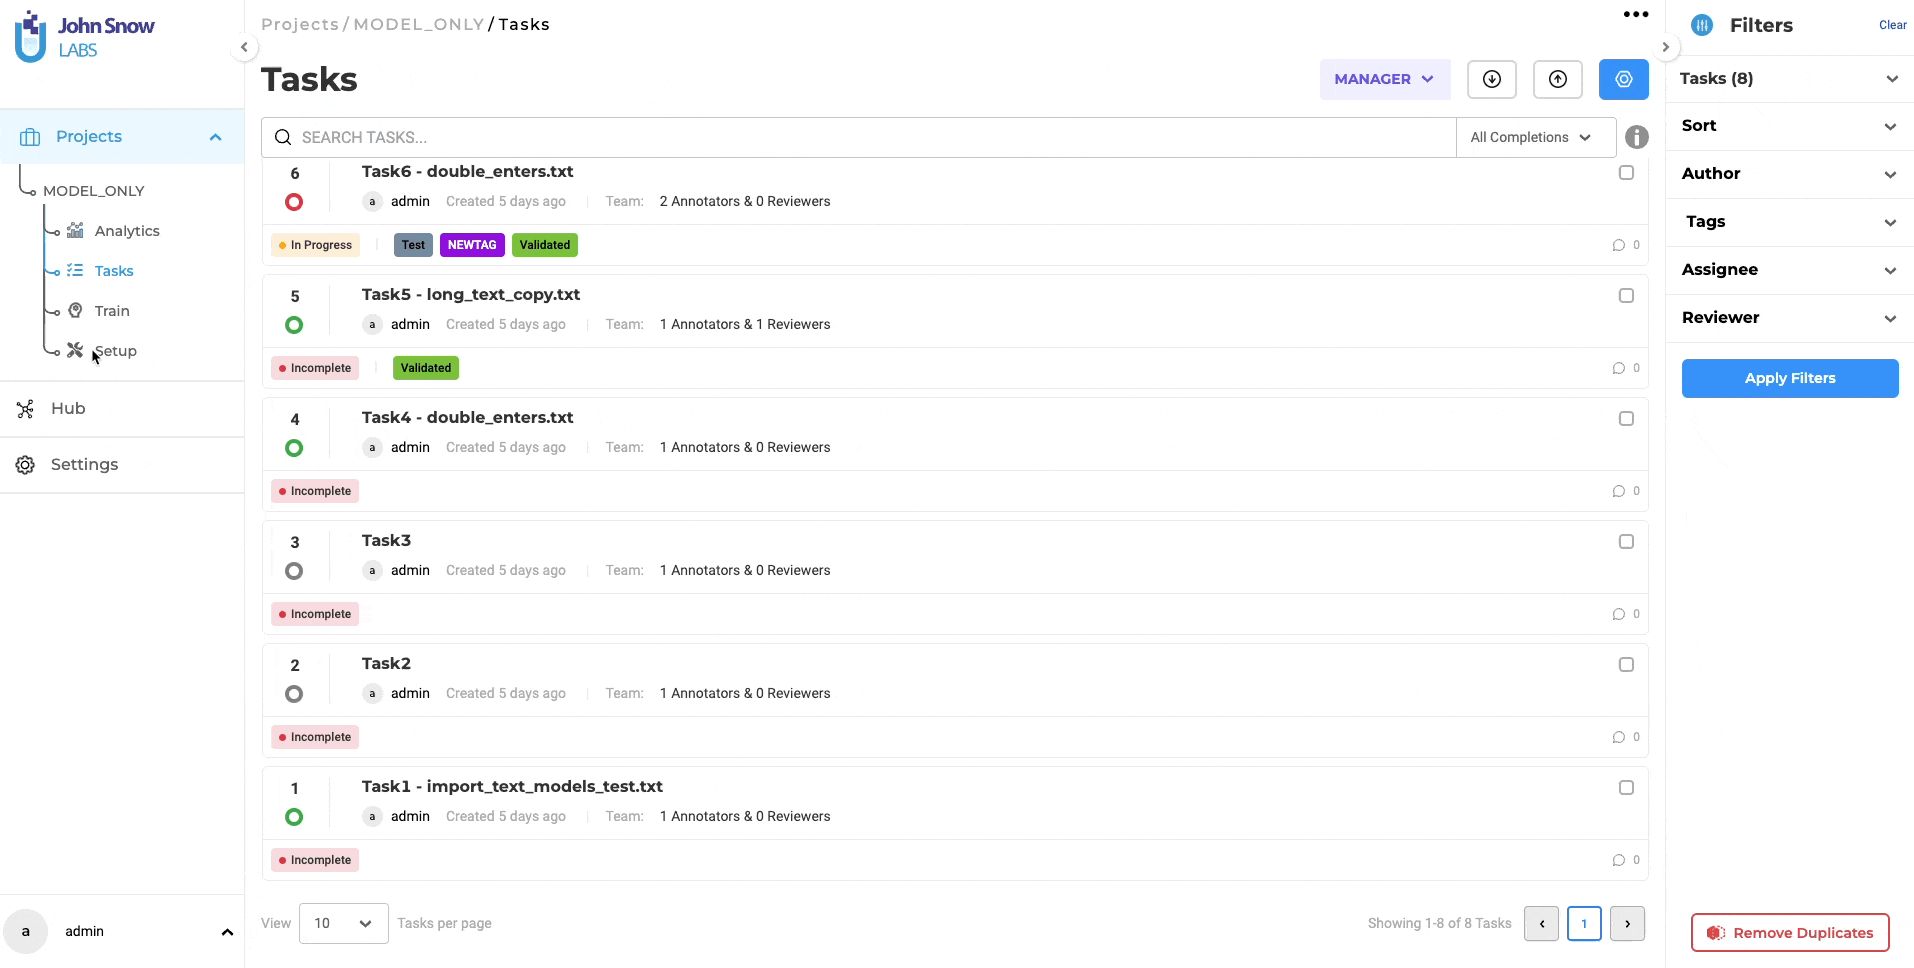 John Snow
LABS
Projects
MODEL_ONLY
Analytics
Tasks
Train
Setup
Hub
Settings
a admin
Projects / MODEL_ONLY / Tasks
Tasks
MANAGER
SEARCH TASKS...
All Completions
6 Task6 - double_enters.txt
a admin Created 5 days ago Team: 2 Annotators & 0 Reviewers
In Progress Test NEWTAG Validated 0
5 Task5 - long_text_copy.txt
a admin Created 5 days ago Team: 1 Annotators & 1 Reviewers
Incomplete Validated 0
4 Task4 - double_enters.txt
a admin Created 5 days ago Team: 1 Annotators & 0 Reviewers
Incomplete 0
3 Task3
a admin Created 5 days ago Team: 1 Annotators & 0 Reviewers
Incomplete 0
2 Task2
a admin Created 5 days ago Team: 1 Annotators & 0 Reviewers
Incomplete 0
1 Task1 - import_text_models_test.txt
a admin Created 5 days ago Team: 1 Annotators & 0 Reviewers
Incomplete 0
View 10 Tasks per page
Showing 1-8 of 8 Tasks ‹ 1 ›
Filters Clear
Tasks (8)
Sort
Author
Tags
Assignee
Reviewer
Apply Filters
Remove Duplicates